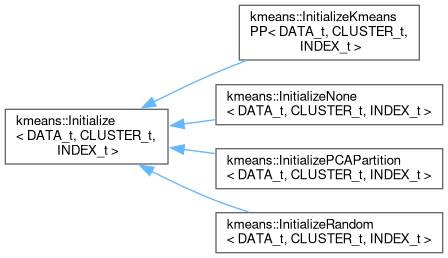 kmeans::InitializeKmeans
PP< DATA_t, CLUSTER_t,
INDEX_t >
kmeans::Initialize
< DATA_t, CLUSTER_t,
INDEX_t >
kmeans::InitializeNone
< DATA_t, CLUSTER_t, INDEX_t >
kmeans::InitializePCAPartition
< DATA_t, CLUSTER_t, INDEX_t >
kmeans::InitializeRandom
< DATA_t, CLUSTER_t, INDEX_t >